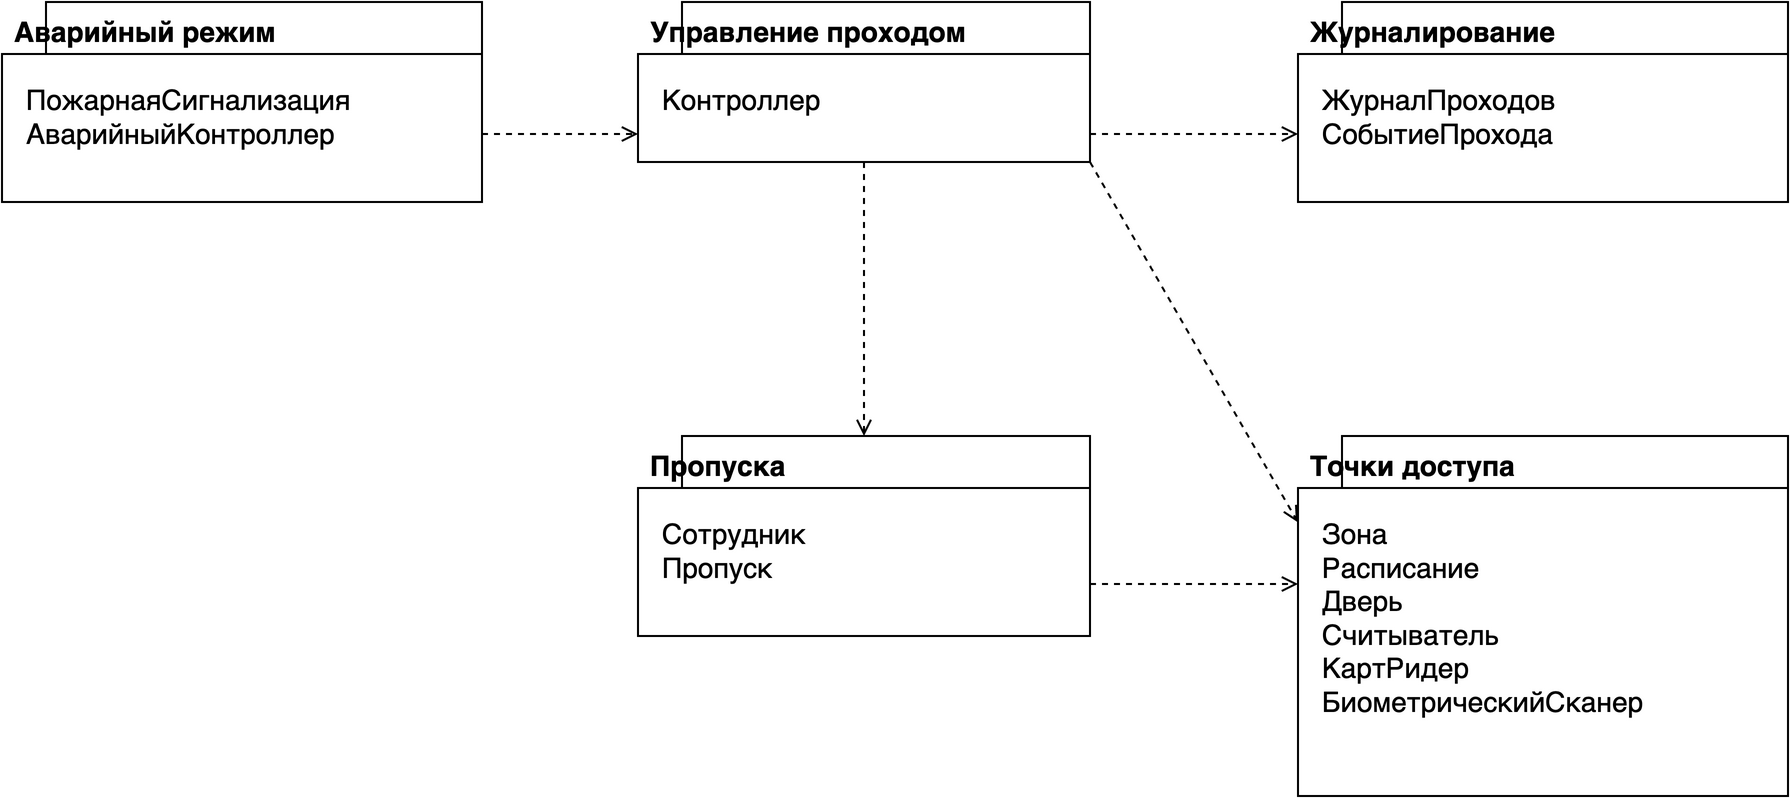 Аварийный режим
ПожарнаяСигнализация
АварийныйКонтроллер
Управление проходом
Контроллер
Журналирование
ЖурналПроходов
СобытиеПрохода
Пропуска
Сотрудник
Пропуск
Точки доступа
Зона
Расписание
Дверь
Считыватель
КартРидер
БиометрическийСканер